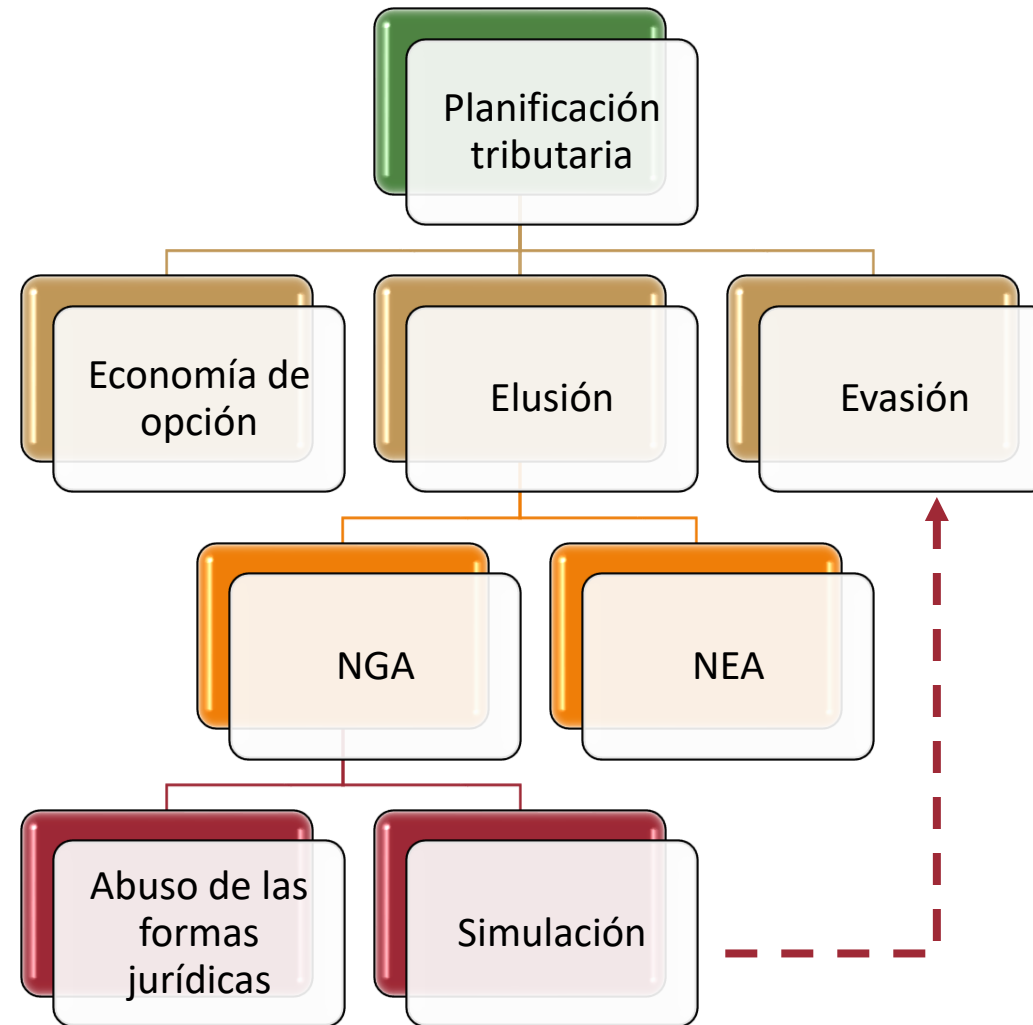 Planificación
tributaria
Economía de
opción
Elusión
Evasión
NGA
NEA
Abuso de las
formas
jurídicas
Simulación